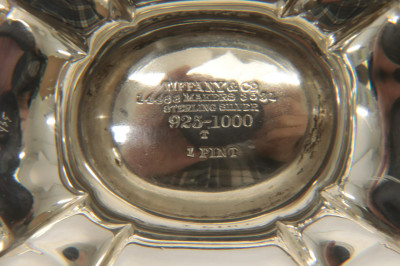 TIFFANY & CO
MAKERS
STERLING SILVER
925-1000
T
1 PINT